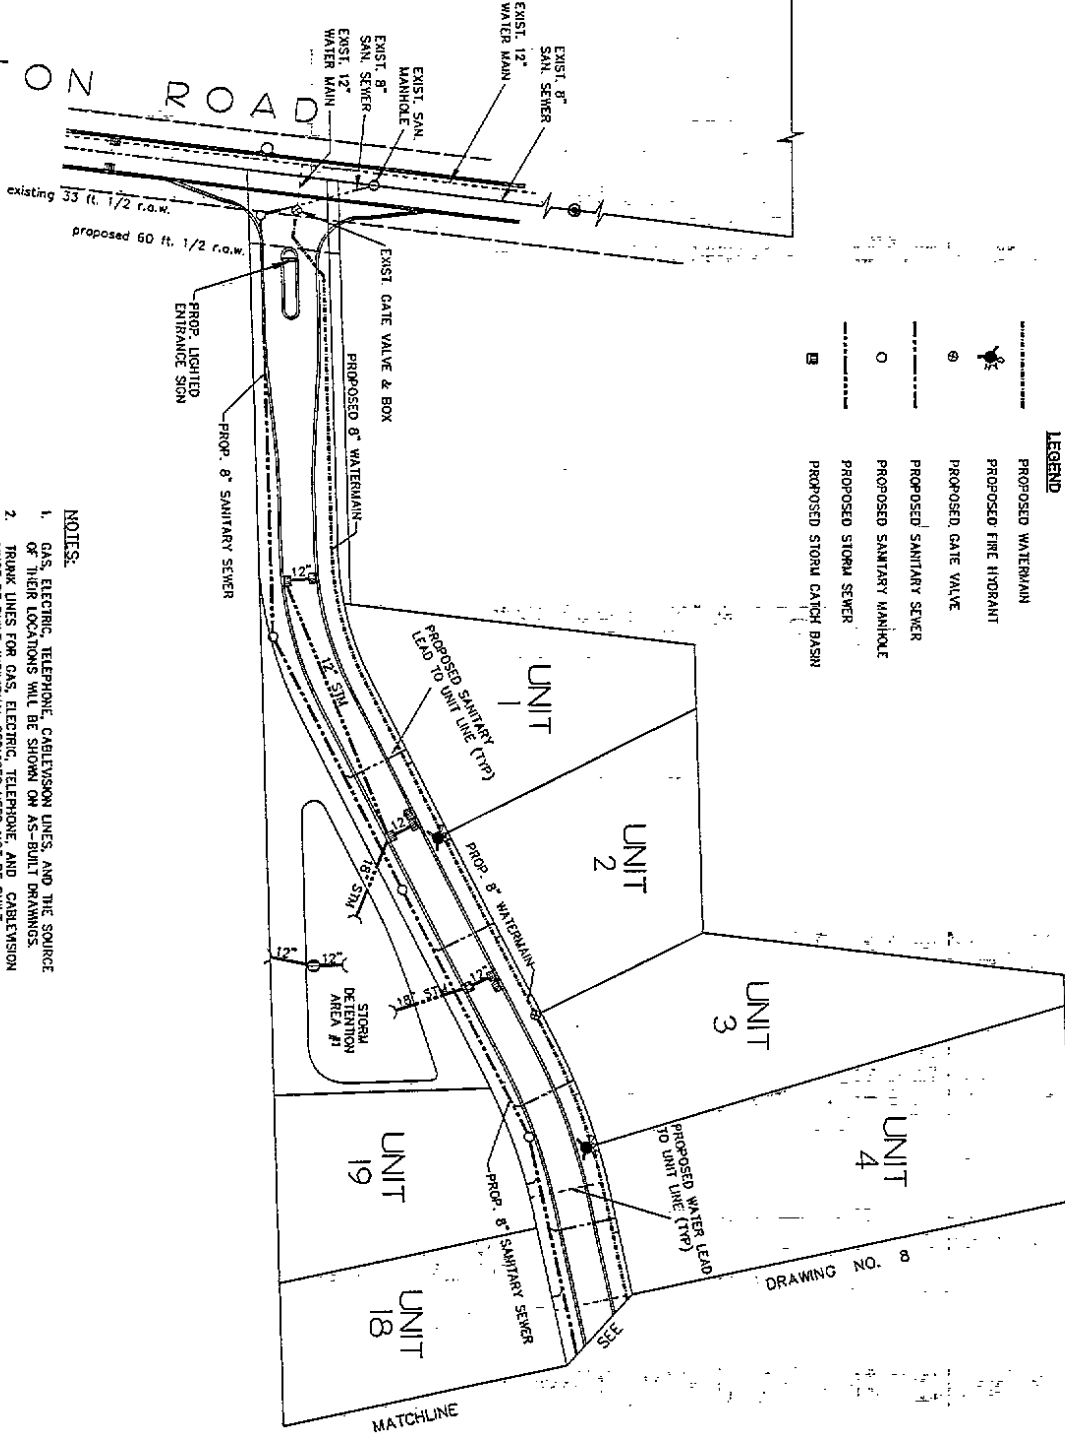 LEGEND
PROPOSED WATERMAIN
PROPOSED FIRE HYDRANT
PROPOSED GATE VALVE
PROPOSED SANITARY SEWER
PROPOSED SANITARY MANHOLE
PROPOSED STORM SEWER
PROPOSED STORM CATCH BASIN
EXIST. 8"
SAN. SEWER
EXIST. 12"
WATER MAIN
EXIST. SAN.
MANHOLE
EXIST. 8"
SAN. SEWER
EXIST. 12"
WATER MAIN
TON ROAD
existing 33 ft. 1/2 r.o.w.
proposed 60 ft. 1/2 r.o.w.
EXIST. GATE VALVE & BOX
PROP. LIGHTED
ENTRANCE SIGN
PROPOSED 8" WATERMAIN
PROP. 8" SANITARY SEWER
12"
12" STM
PROPOSED SANITARY
LEAD TO UNIT LINE (TYP)
UNIT
1
UNIT
2
UNIT
3
UNIT
4
12"
18" STM
PROP. 8" WATERMAIN
12"
18" STM
12"
12"
STORM
DETENTION
AREA #1
PROPOSED WATER LEAD
TO UNIT LINE (TYP)
PROP. 8" SANITARY SEWER
UNIT
19
UNIT
18
SEE
DRAWING NO. 8
MATCHLINE
NOTES:
1. GAS, ELECTRIC, TELEPHONE, CABLEVISION LINES, AND THE SOURCE
OF THEIR LOCATIONS WILL BE SHOWN ON AS-BUILT DRAWINGS.
2. TRUNK LINES FOR GAS, ELECTRIC, TELEPHONE AND CABLEVISION